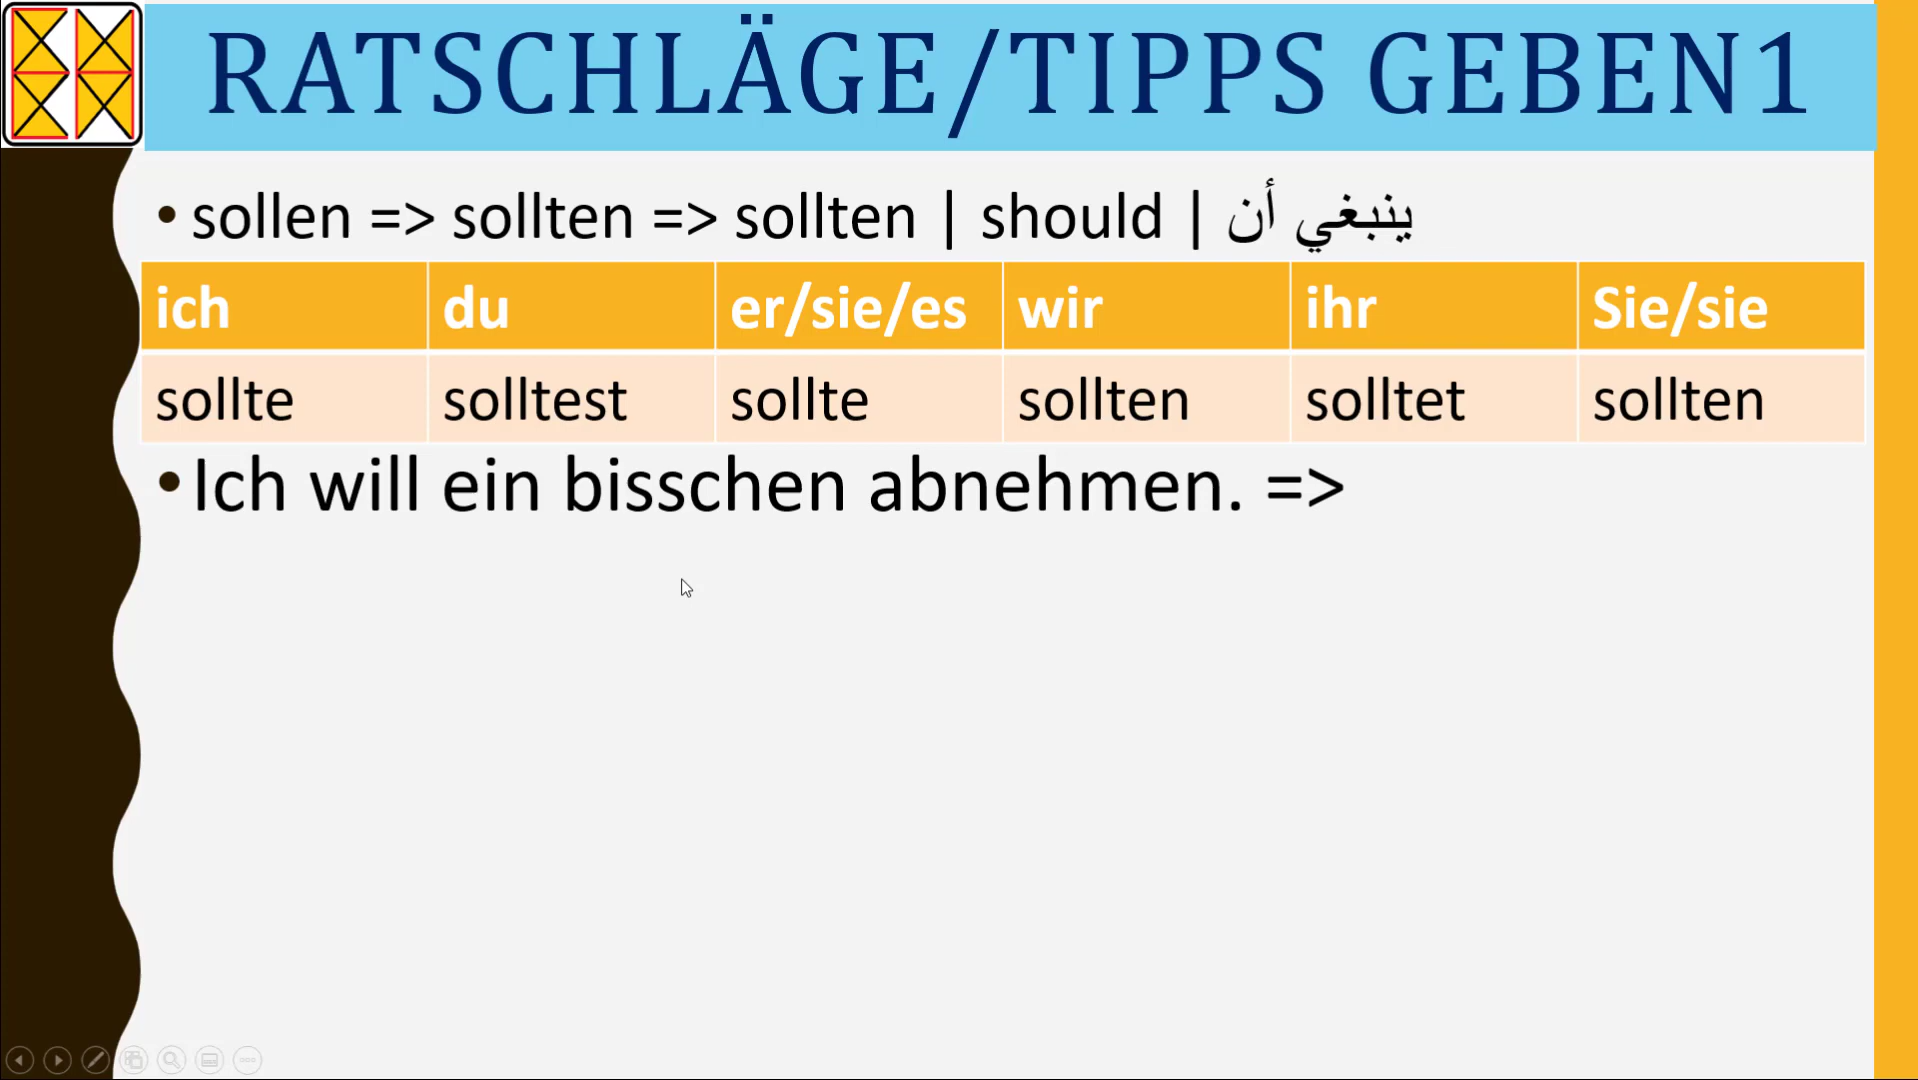 RATSCHLÄGE/TIPPS GEBEN1
• sollen => sollten => sollten | should | ينبغي أن
ich du er/sie/es wir ihr Sie/sie
sollte solltest sollte sollten solltet sollten
• Ich will ein bisschen abnehmen. =>